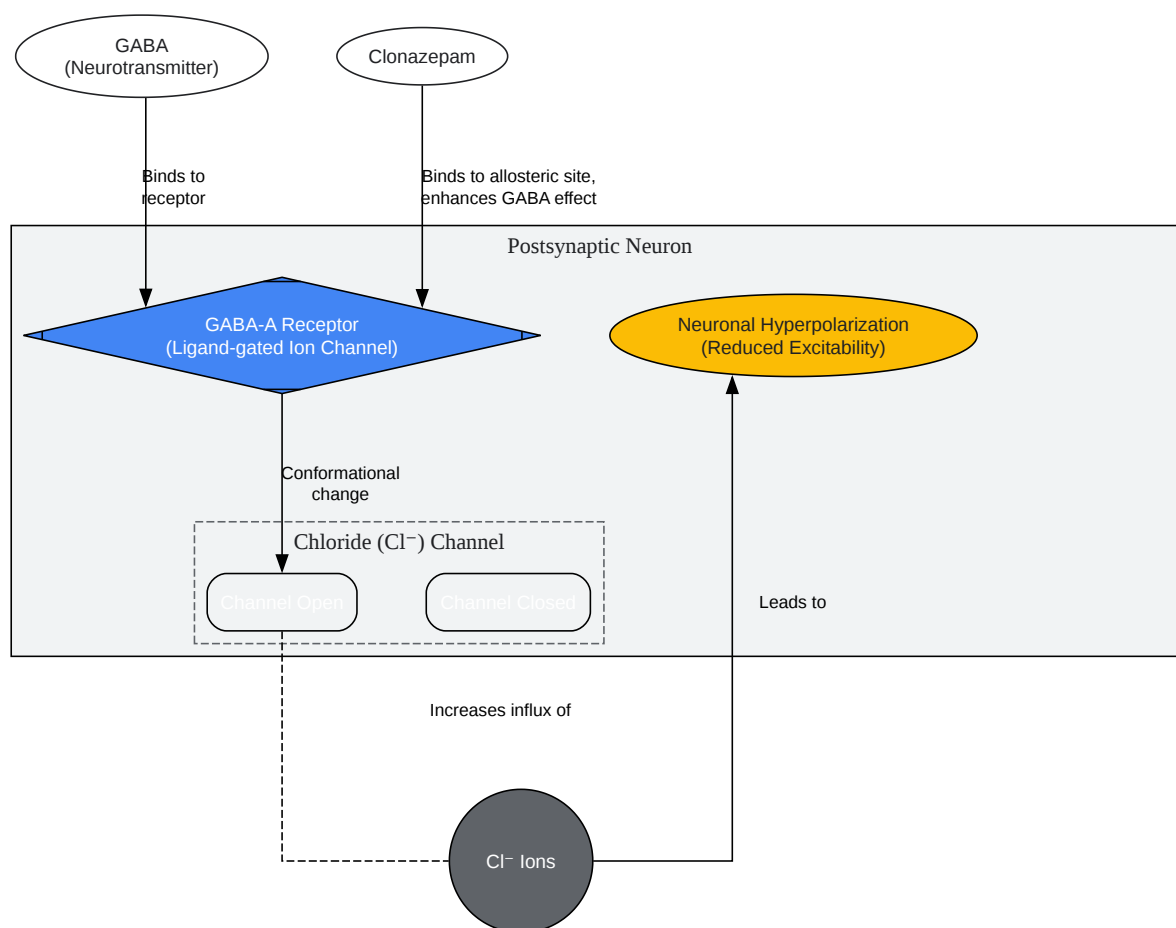 GABA
(Neurotransmitter)
Clonazepam
Binds to
receptor
Binds to allosteric site,
enhances GABA effect
Postsynaptic Neuron
GABA-A Receptor
(Ligand-gated Ion Channel)
Neuronal Hyperpolarization
(Reduced Excitability)
Conformational
change
Chloride (Cl⁻) Channel
Channel Open
Channel Closed
Leads to
Increases influx of
Cl⁻ Ions